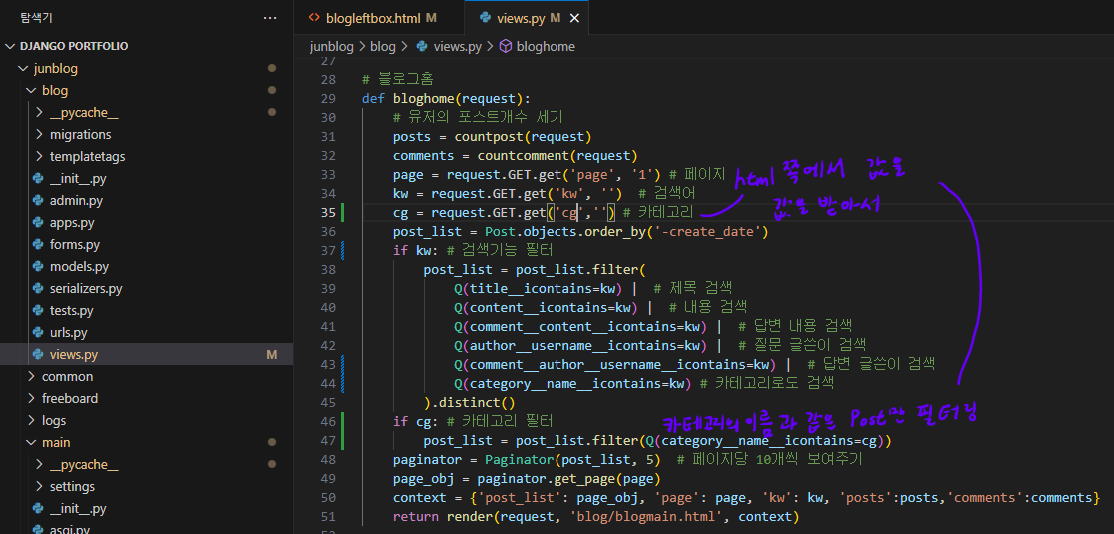 탐색기
···
DJANGO PORTFOLIO
junblog
blog
__pycache__
migrations
templatetags
__init__.py
admin.py
apps.py
forms.py
models.py
serializers.py
tests.py
urls.py
views.py M
common
freeboard
logs
main
__pycache__
settings
__init__.py
asgi.py
blogleftbox.html M
views.py M
junblog > blog > views.py > bloghome
27
28 # 블로그홈
29 def bloghome(request):
30 # 유저의 포스트개수 세기
31 posts = countpost(request)
32 comments = countcomment(request)
33 page = request.GET.get('page', '1') # 페이지
34 kw = request.GET.get('kw', '') # 검색어
35 cg = request.GET.get('cg','') # 카테고리
html 쪽에서 값을
값을 받아서
36 post_list = Post.objects.order_by('-create_date')
37 if kw: # 검색기능 필터
38 post_list = post_list.filter(
39 Q(title__icontains=kw) | # 제목 검색
40 Q(content__icontains=kw) | # 내용 검색
41 Q(comment__content__icontains=kw) | # 답변 내용 검색
42 Q(author__username__icontains=kw) | # 질문 글쓴이 검색
43 Q(comment__author__username__icontains=kw) | # 답변 글쓴이 검색
44 Q(category__name__icontains=kw) # 카테고리로도 검색
45 ).distinct()
카테고리의 이름과 같은 Post만 필터링
46 if cg: # 카테고리 필터
47 post_list = post_list.filter(Q(category__name__icontains=cg))
48 paginator = Paginator(post_list, 5) # 페이지당 10개씩 보여주기
49 page_obj = paginator.get_page(page)
50 context = {'post_list': page_obj, 'page': page, 'kw': kw, 'posts':posts,'comments':comments}
51 return render(request, 'blog/blogmain.html', context)
52